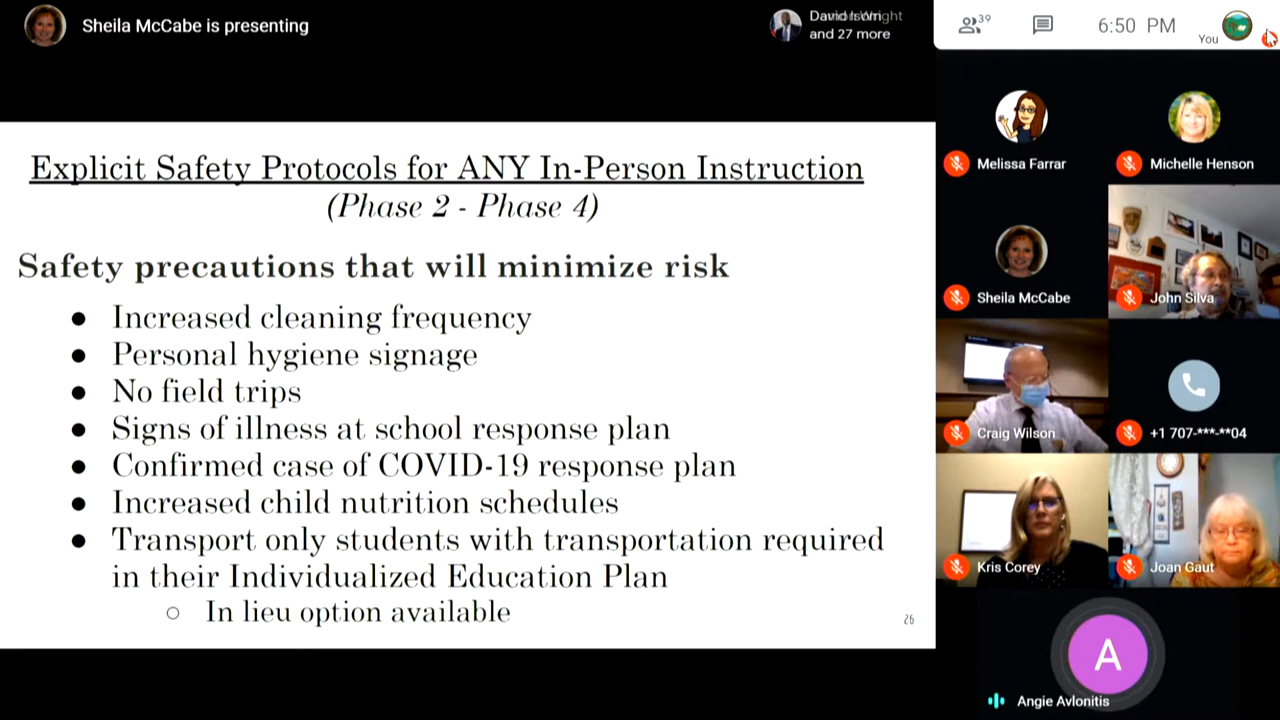 Sheila McCabe is presenting
and 27 more
39
6:50 PM
You
Explicit Safety Protocols for ANY In-Person Instruction
(Phase 2 - Phase 4)
Safety precautions that will minimize risk
● Increased cleaning frequency
● Personal hygiene signage
● No field trips
● Signs of illness at school response plan
● Confirmed case of COVID-19 response plan
● Increased child nutrition schedules
● Transport only students with transportation required
in their Individualized Education Plan
○ In lieu option available
26
Melissa Farrar
Michelle Henson
Sheila McCabe
John Silva
Craig Wilson
+1 707-***-**04
Kris Corey
Joan Gaut
A
Angie Avlonitis